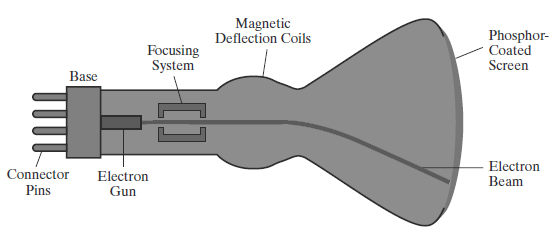 Magnetic
Deflection Coils
Phosphor-
Coated
Screen
Focusing
System
Base
Connector
Pins
Electron
Gun
Electron
Beam